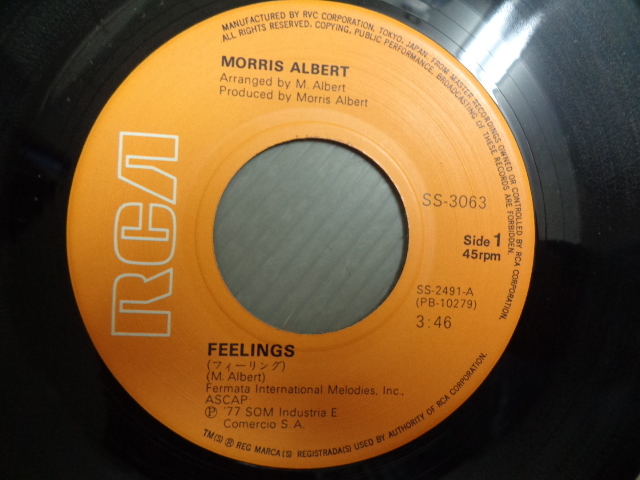 MANUFACTURED BY RVC CORPORATION, TOKYO, JAPAN, FROM MASTER RECORDINGS OWNED OR CONTROLLED BY RCA CORPORATION.
ALL RIGHTS RESERVED. COPYING, PUBLIC PERFORMANCE, BROADCASTING OF THESE RECORDS ARE FORBIDDEN.
MORRIS ALBERT
Arranged by M. Albert
Produced by Morris Albert
RCA
SS-3063
Side 1
45rpm
SS-2491-A
(PB-10279)
3:46
FEELINGS
(フィーリング)
(M. Albert)
Fermata International Melodies, Inc.,
ASCAP
Ⓟ '77 SOM Industria E
Comercio S.A.
TM(S) ® REG MARCA(S) REGISTRADA(S) USED BY AUTHORITY OF RCA CORPORATION.